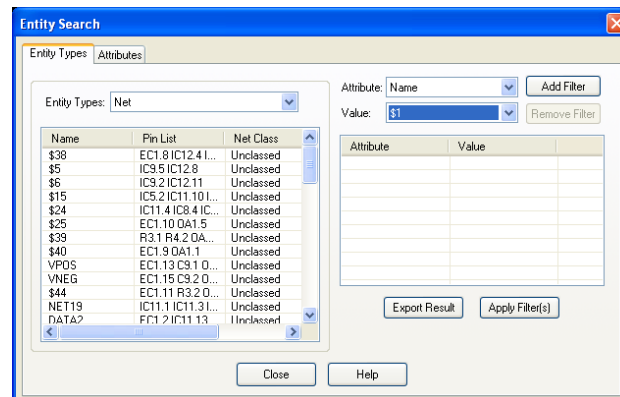 Entity Search
Entity Types Attributes
Entity Types: Net
Name Pin List Net Class
$38 EC1.8 IC12.4 I... Unclassed
$5 IC9.5 IC12.8 Unclassed
$6 IC9.2 IC12.11 Unclassed
$15 IC5.2 IC11.10 I... Unclassed
$24 IC11.4 IC8.4 IC... Unclassed
$25 EC1.10 OA1.5 Unclassed
$39 R3.1 R4.2 OA... Unclassed
$40 EC1.9 OA1.1 Unclassed
VPOS EC1.13 C9.1 O... Unclassed
VNEG EC1.15 C9.2 O... Unclassed
$44 EC1.11 R3.2 O... Unclassed
NET19 IC11.1 IC11.3 I... Unclassed
DATA2 EC1.2 IC11.13 Unclassed
Attribute: Name Add Filter
Value: $1 Remove Filter
Attribute Value
Export Result Apply Filter(s)
Close Help